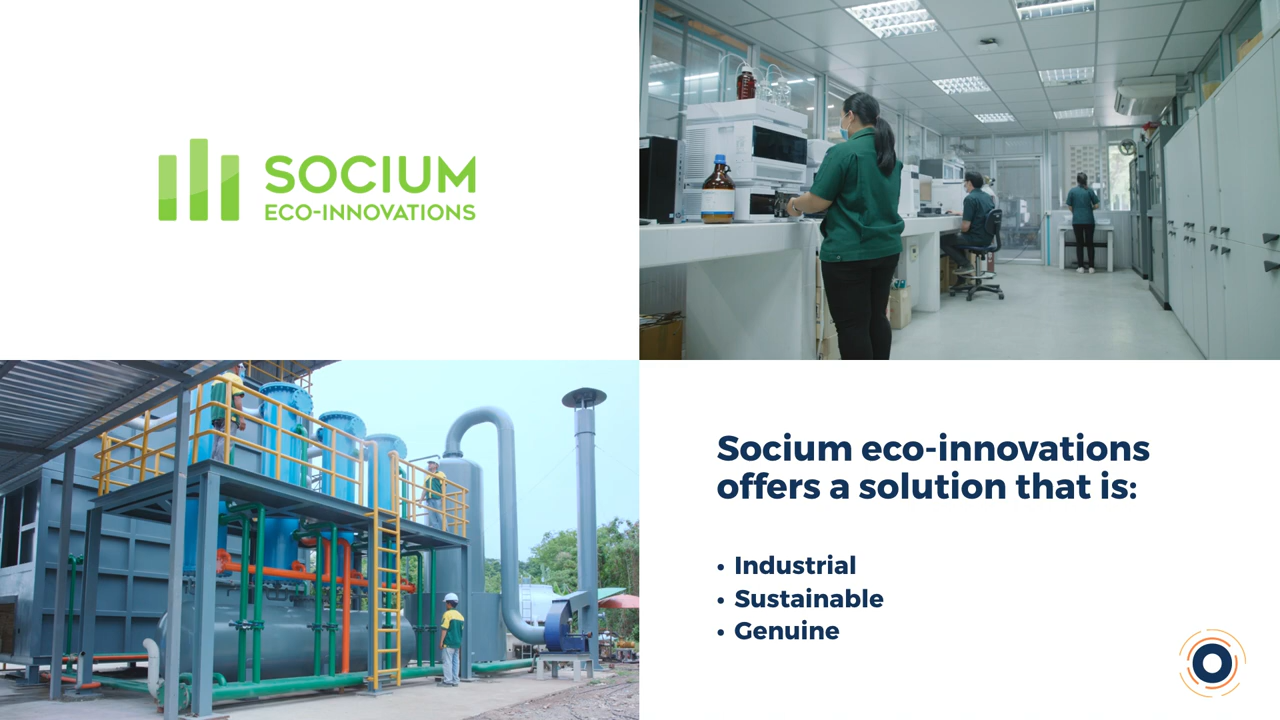 SOCIUM
ECO-INNOVATIONS
Socium eco-innovations
offers a solution that is:
• Industrial
• Sustainable
• Genuine